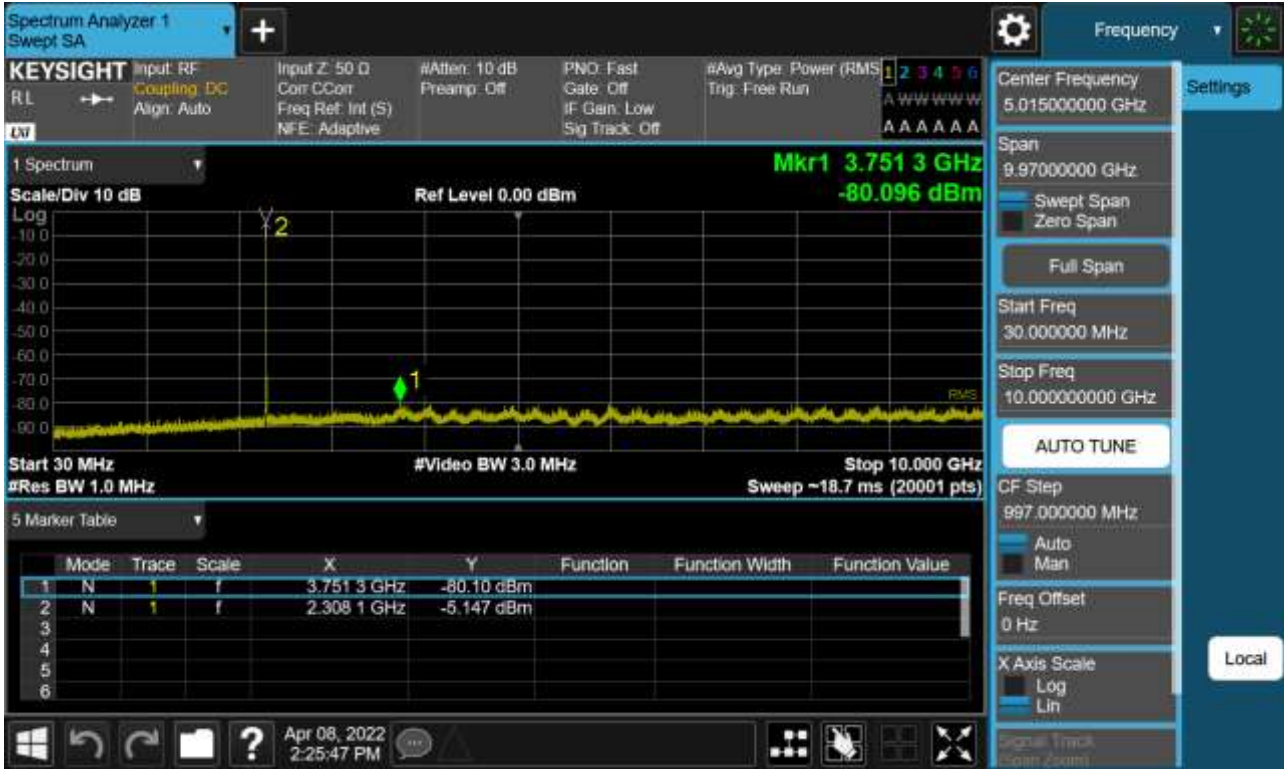 Spectrum Analyzer 1
Swept SA
+
Frequency
KEYSIGHT
RL
LXI
Input: RF
Coupling: DC
Align: Auto
Input Z: 50 Ω
Corr CCorr
Freq Ref: Int (S)
NFE: Adaptive
#Atten: 10 dB
Preamp: Off
PNO: Fast
Gate: Off
IF Gain: Low
Sig Track: Off
#Avg Type: Power (RMS
Trig: Free Run
1 2 3 4 5 6
A W W W W W
A A A A A A
1 Spectrum
Scale/Div 10 dB
Ref Level 0.00 dBm
Mkr1 3.751 3 GHz
-80.096 dBm
Log
-10.0
-20.0
-30.0
-40.0
-50.0
-60.0
-70.0
-80.0
-90.0
2
1
RMS
Start 30 MHz
#Video BW 3.0 MHz
Stop 10.000 GHz
#Res BW 1.0 MHz
Sweep ~18.7 ms (20001 pts)
5 Marker Table
Mode Trace Scale X Y Function Function Width Function Value
1 N 1 f 3.751 3 GHz -80.10 dBm
2 N 1 f 2.308 1 GHz -5.147 dBm
3
4
5
6
Apr 08, 2022
2:25:47 PM
?
Center Frequency
5.015000000 GHz
Settings
Span
9.97000000 GHz
Swept Span
Zero Span
Full Span
Start Freq
30.000000 MHz
Stop Freq
10.000000000 GHz
AUTO TUNE
CF Step
997.000000 MHz
Auto
Man
Freq Offset
0 Hz
X Axis Scale
Log
Lin
Local
Signal Track
(Span Zoom)